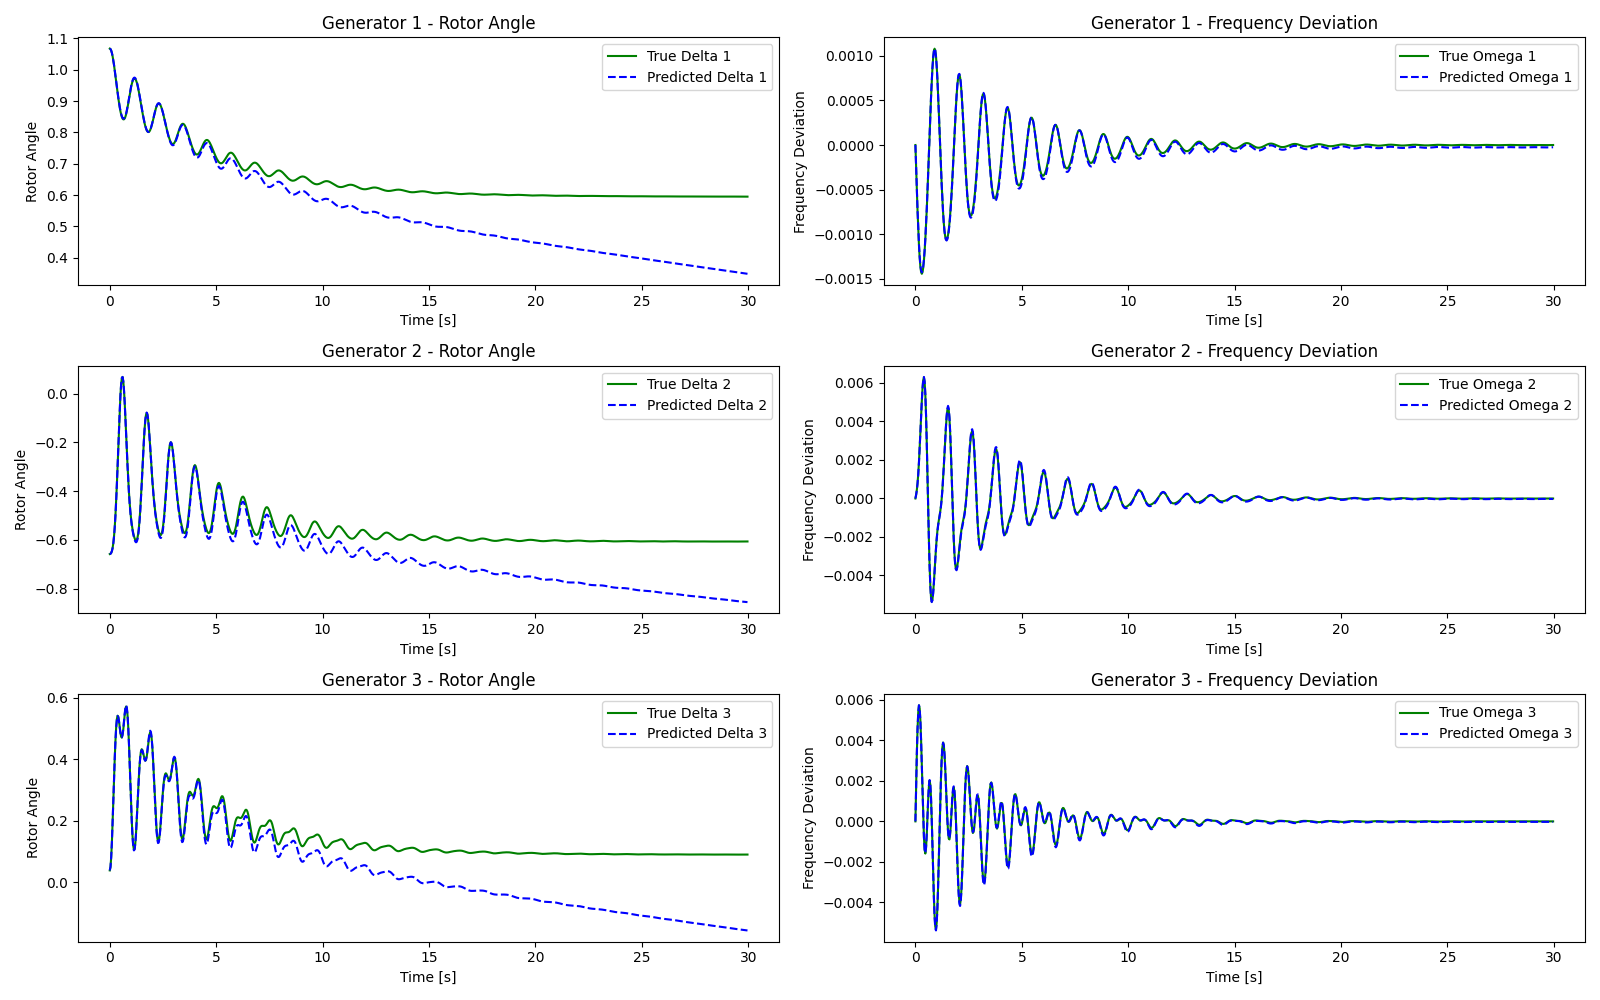 Generator 1 - Rotor Angle
Rotor Angle
1.1
1.0
0.9
0.8
0.7
0.6
0.5
0.4
True Delta 1
Predicted Delta 1
0 5 10 15 20 25 30
Time [s]
Generator 1 - Frequency Deviation
Frequency Deviation
0.0010
0.0005
0.0000
−0.0005
−0.0010
−0.0015
True Omega 1
Predicted Omega 1
0 5 10 15 20 25 30
Time [s]
Generator 2 - Rotor Angle
Rotor Angle
0.0
−0.2
−0.4
−0.6
−0.8
True Delta 2
Predicted Delta 2
0 5 10 15 20 25 30
Time [s]
Generator 2 - Frequency Deviation
Frequency Deviation
0.006
0.004
0.002
0.000
−0.002
−0.004
True Omega 2
Predicted Omega 2
0 5 10 15 20 25 30
Time [s]
Generator 3 - Rotor Angle
Rotor Angle
0.6
0.4
0.2
0.0
True Delta 3
Predicted Delta 3
0 5 10 15 20 25 30
Time [s]
Generator 3 - Frequency Deviation
Frequency Deviation
0.006
0.004
0.002
0.000
−0.002
−0.004
True Omega 3
Predicted Omega 3
0 5 10 15 20 25 30
Time [s]